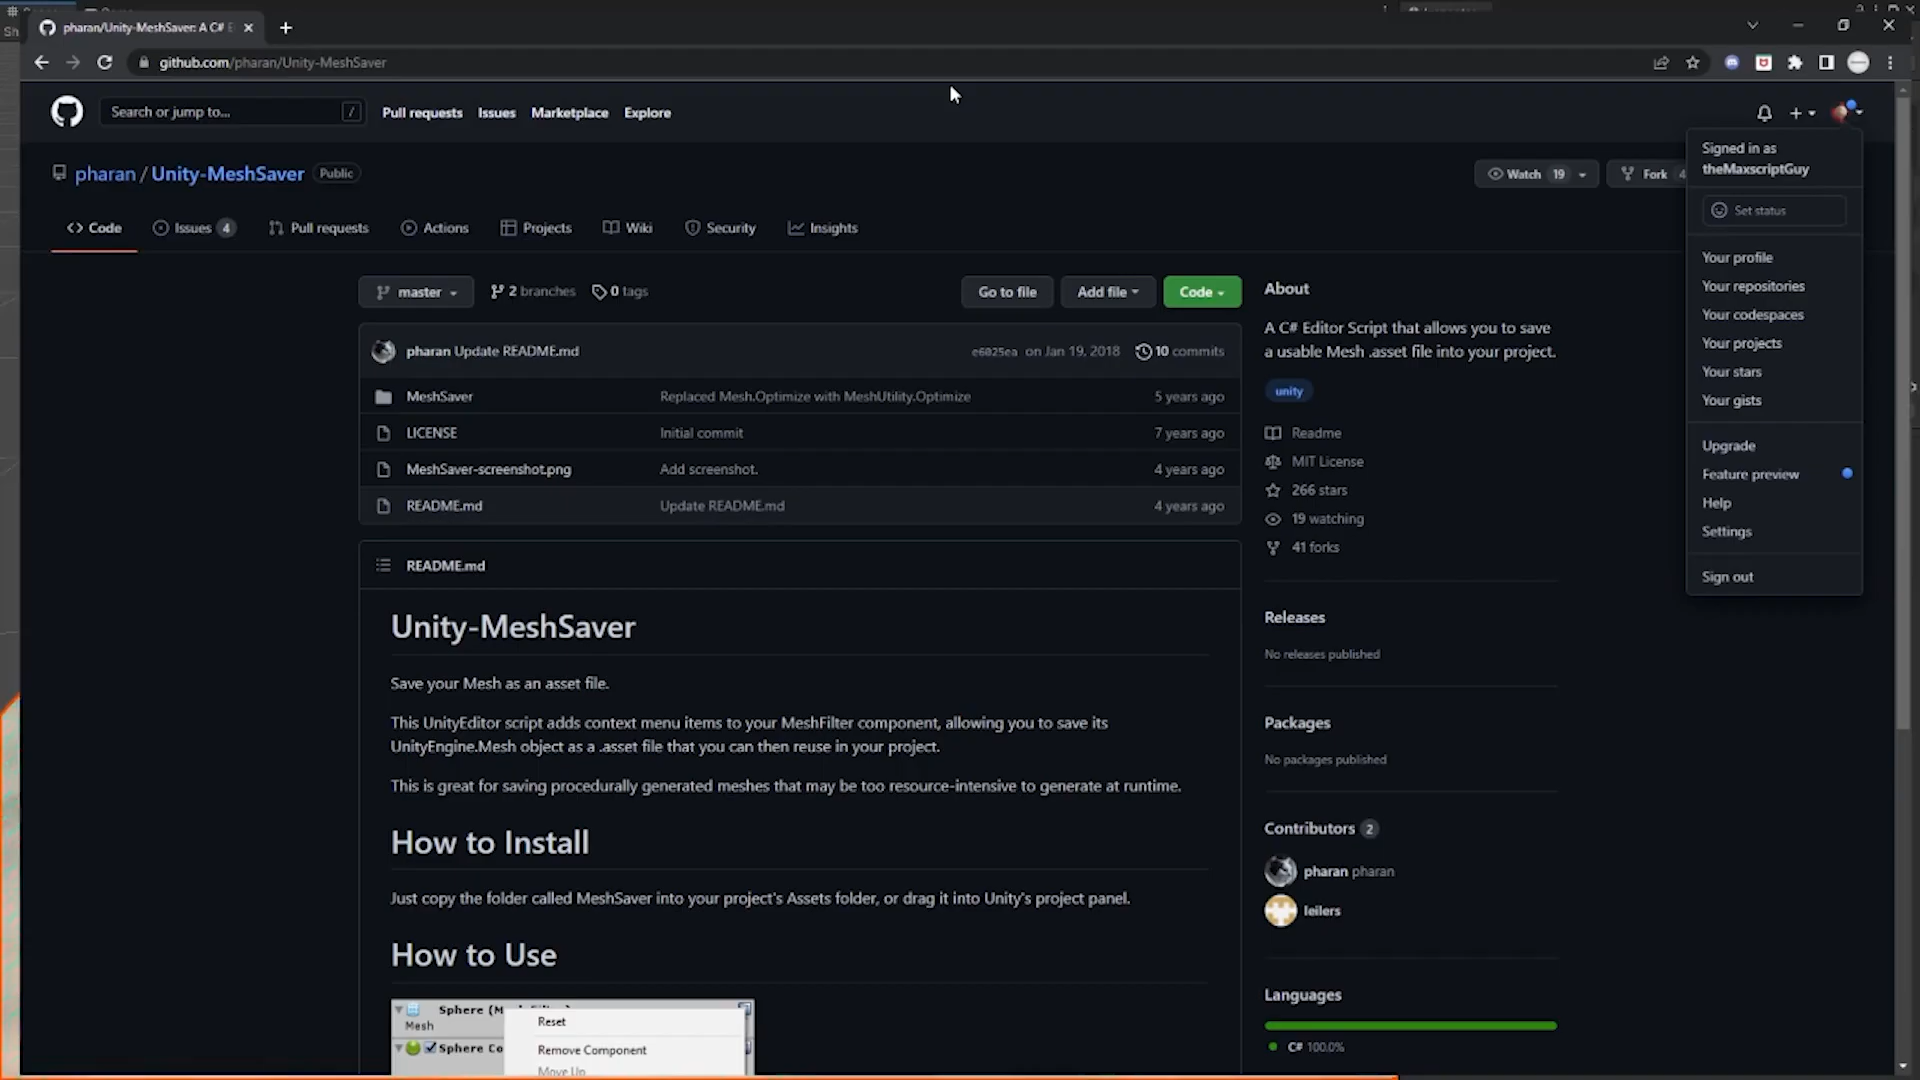 pharan/Unity-MeshSaver: A C# E
github.com/pharan/Unity-MeshSaver
Search or jump to...
/
Pull requests
Issues
Marketplace
Explore
Signed in as
theMaxscriptGuy
pharan / Unity-MeshSaver
Public
Watch 19
Fork 4
Set status
Code
Issues 4
Pull requests
Actions
Projects
Wiki
Security
Insights
Your profile
Your repositories
Your codespaces
Your projects
Your stars
Your gists
Upgrade
Feature preview
Help
Settings
Sign out
master
2 branches
0 tags
Go to file
Add file
Code
pharan Update README.md
e6025ea on Jan 19, 2018
10 commits
MeshSaver
Replaced Mesh.Optimize with MeshUtility.Optimize
5 years ago
LICENSE
Initial commit
7 years ago
MeshSaver-screenshot.png
Add screenshot.
4 years ago
README.md
Update README.md
4 years ago
About
A C# Editor Script that allows you to save
a usable Mesh .asset file into your project.
unity
Readme
MIT License
266 stars
19 watching
41 forks
Releases
No releases published
Packages
No packages published
Contributors 2
pharan pharan
leilers
Languages
C# 100.0%
README.md
Unity-MeshSaver
Save your Mesh as an asset file.
This UnityEditor script adds context menu items to your MeshFilter component, allowing you to save its
UnityEngine.Mesh object as a .asset file that you can then reuse in your project.
This is great for saving procedurally generated meshes that may be too resource-intensive to generate at runtime.
How to Install
Just copy the folder called MeshSaver into your project's Assets folder, or drag it into Unity's project panel.
How to Use
Sphere (M
Mesh
Sphere Co
Reset
Remove Component
Move Up